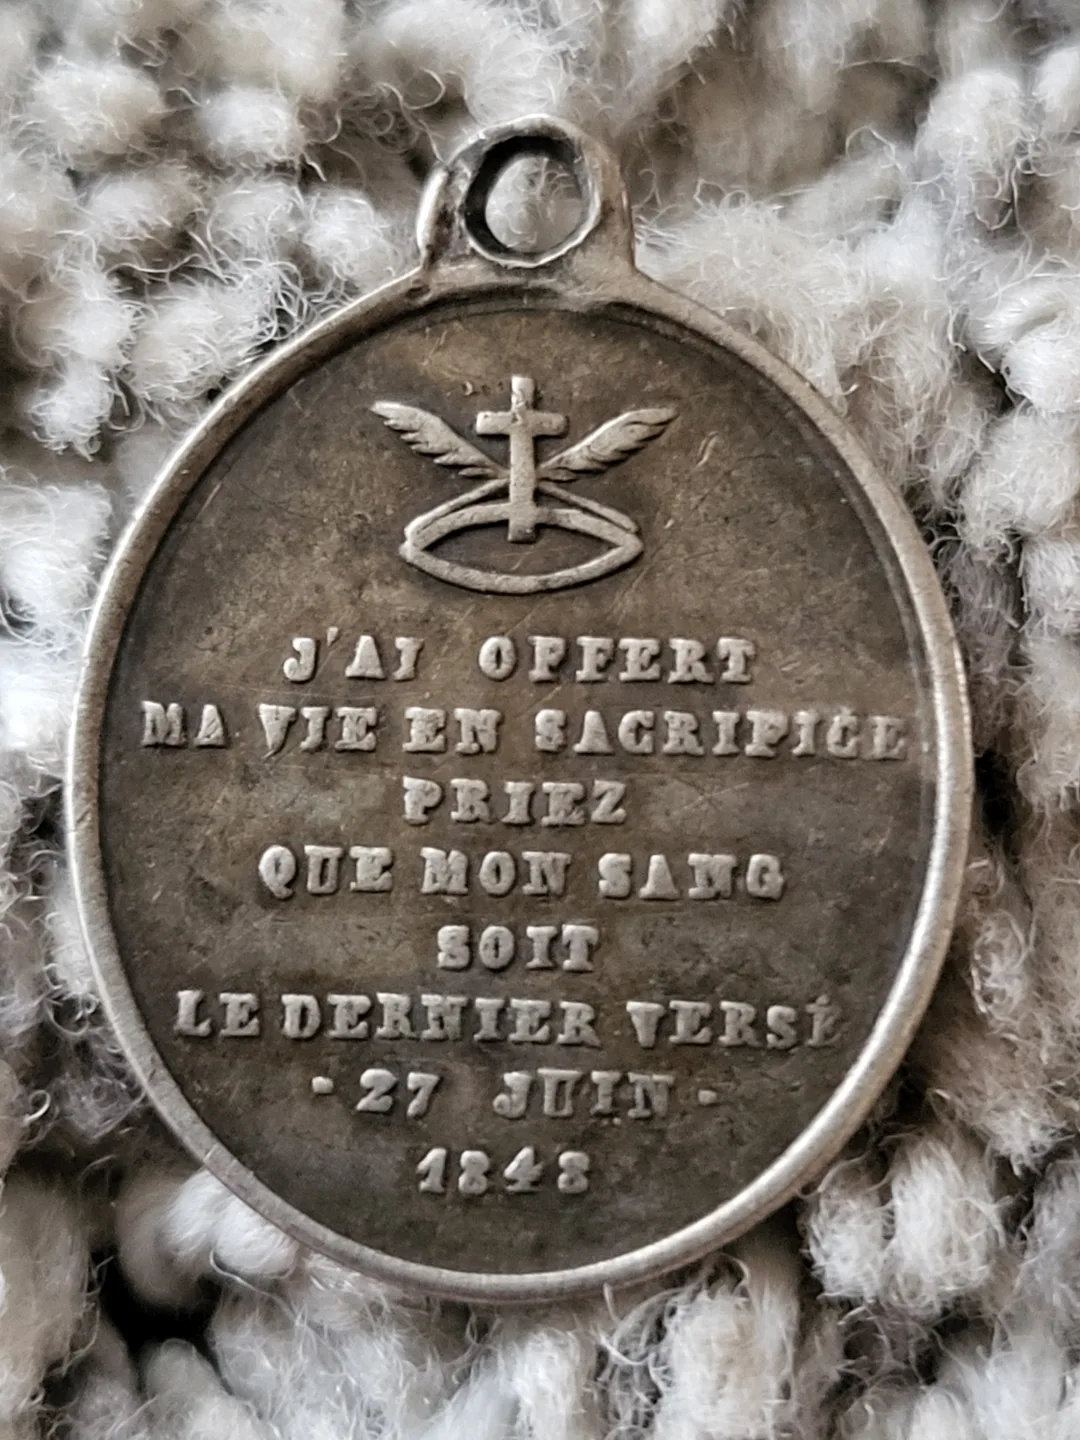 J'AI OFFERT
MA VIE EN SACRIFICE
PRIEZ
QUE MON SANG
SOIT
LE DERNIER VERSÉ
- 27 JUIN -
1848